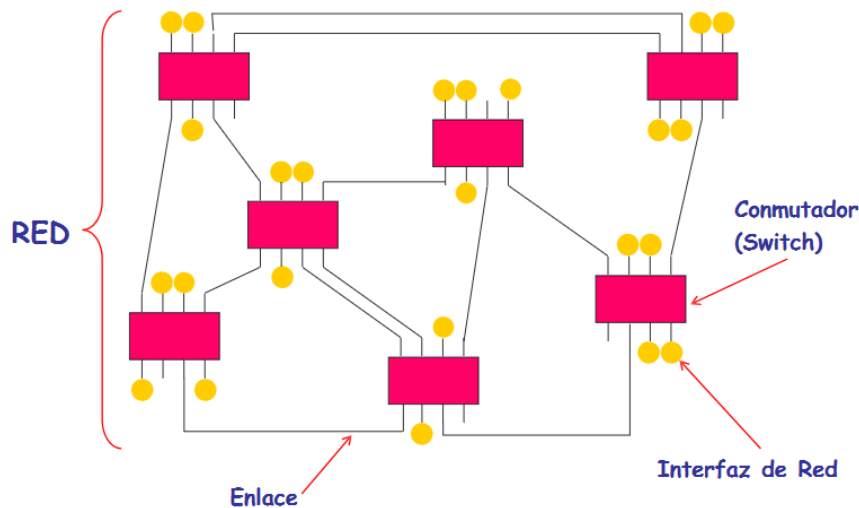 RED
Conmutador
(Switch)
Interfaz de Red
Enlace